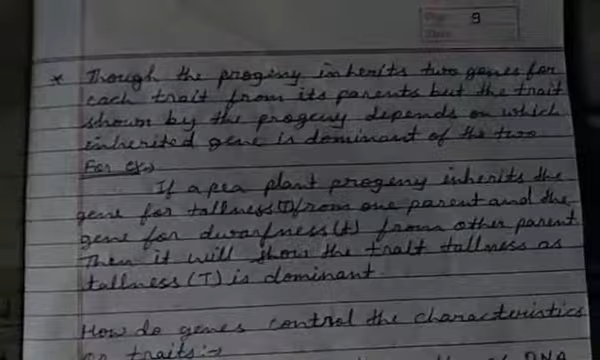 9
* Though the progeny inherits two genes for
each trait from its parents but the trait
shown by the progeny depends on which
inherited gene is dominant of the two
For ex→
If a pea plant progeny inherits the
gene for tallness(T) from one parent and the
gene for dwarfness(t) from other parent
Then it will show the trait tallness as
tallness (T) is dominant.
How do genes control the characteristics
or traits:→
DNA